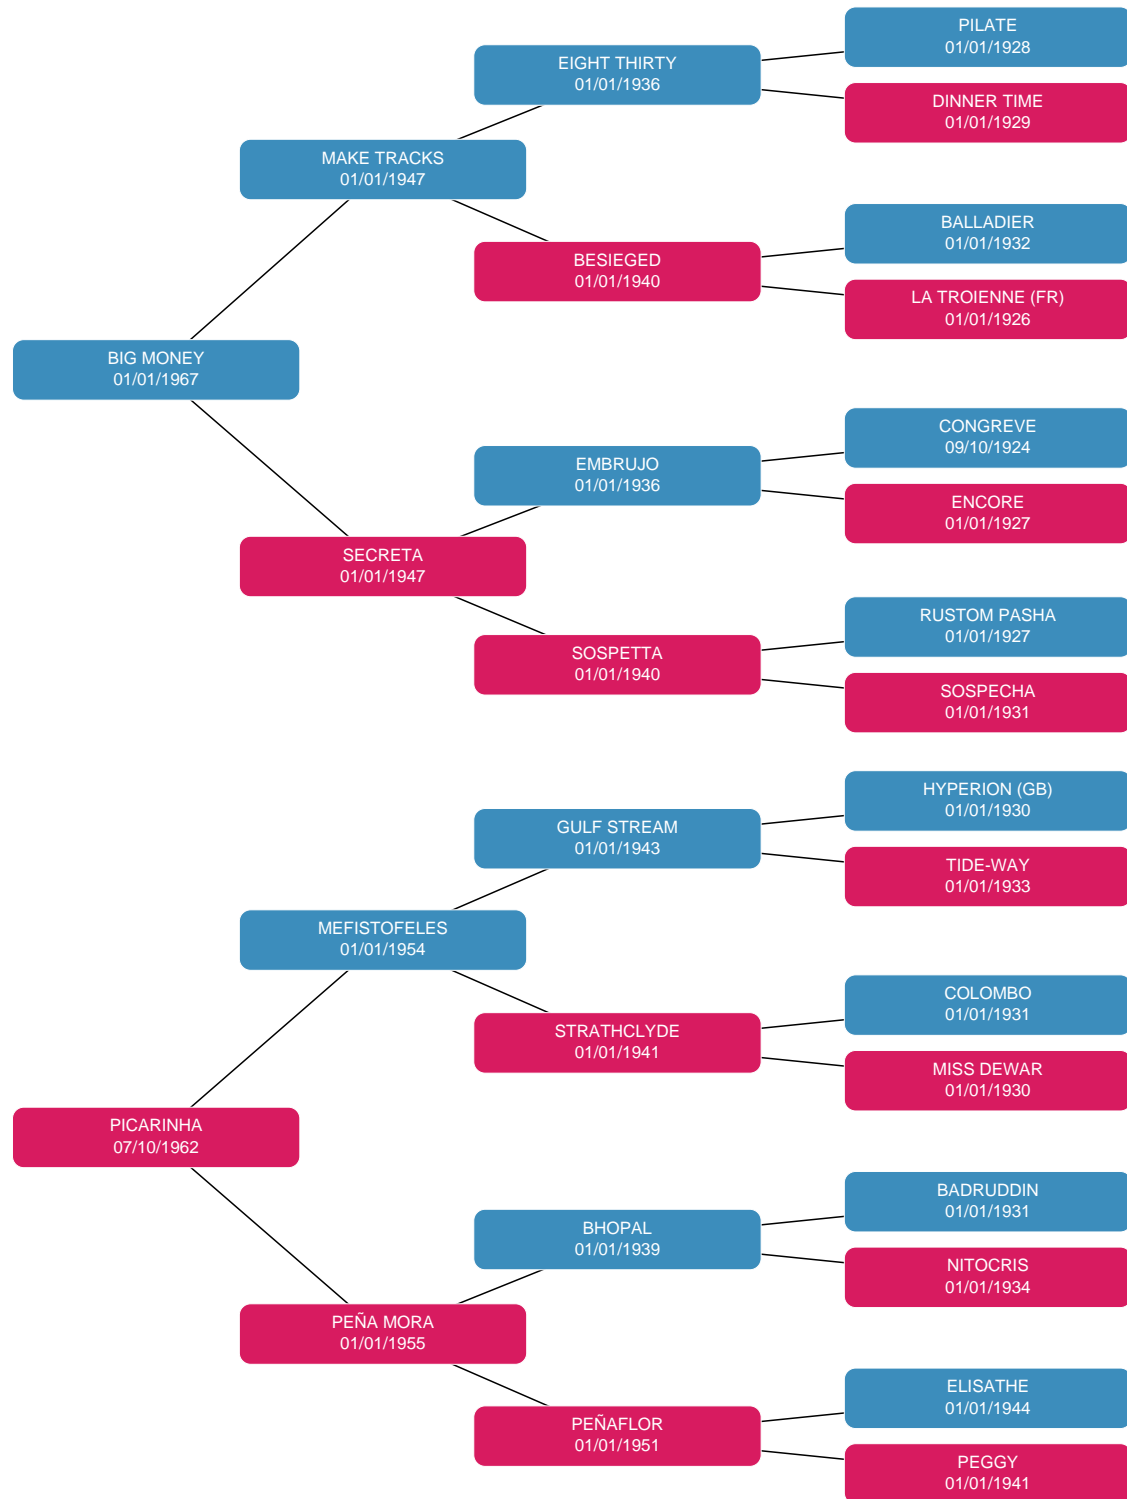 PILATE
01/01/1928
EIGHT THIRTY
01/01/1936
DINNER TIME
01/01/1929
MAKE TRACKS
01/01/1947
BALLADIER
01/01/1932
BESIEGED
01/01/1940
LA TROIENNE (FR)
01/01/1926
BIG MONEY
01/01/1967
CONGREVE
09/10/1924
EMBRUJO
01/01/1936
ENCORE
01/01/1927
SECRETA
01/01/1947
RUSTOM PASHA
01/01/1927
SOSPETTA
01/01/1940
SOSPECHA
01/01/1931
HYPERION (GB)
01/01/1930
GULF STREAM
01/01/1943
TIDE-WAY
01/01/1933
MEFISTOFELES
01/01/1954
COLOMBO
01/01/1931
STRATHCLYDE
01/01/1941
MISS DEWAR
01/01/1930
PICARINHA
07/10/1962
BADRUDDIN
01/01/1931
BHOPAL
01/01/1939
NITOCRIS
01/01/1934
PEÑA MORA
01/01/1955
ELISATHE
01/01/1944
PEÑAFLOR
01/01/1951
PEGGY
01/01/1941